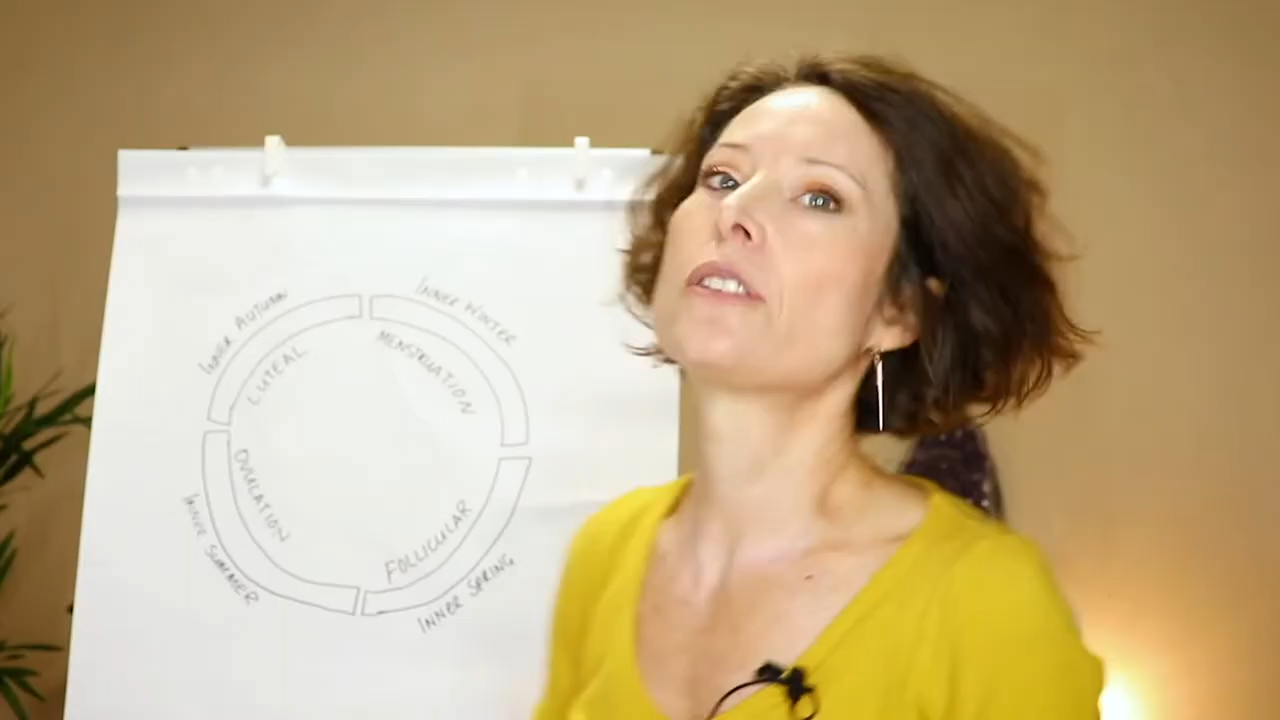 INNER AUTUMN
INNER WINTER
LUTEAL
MENSTRUATION
OVULATION
FOLLICULAR
INNER SUMMER
INNER SPRING